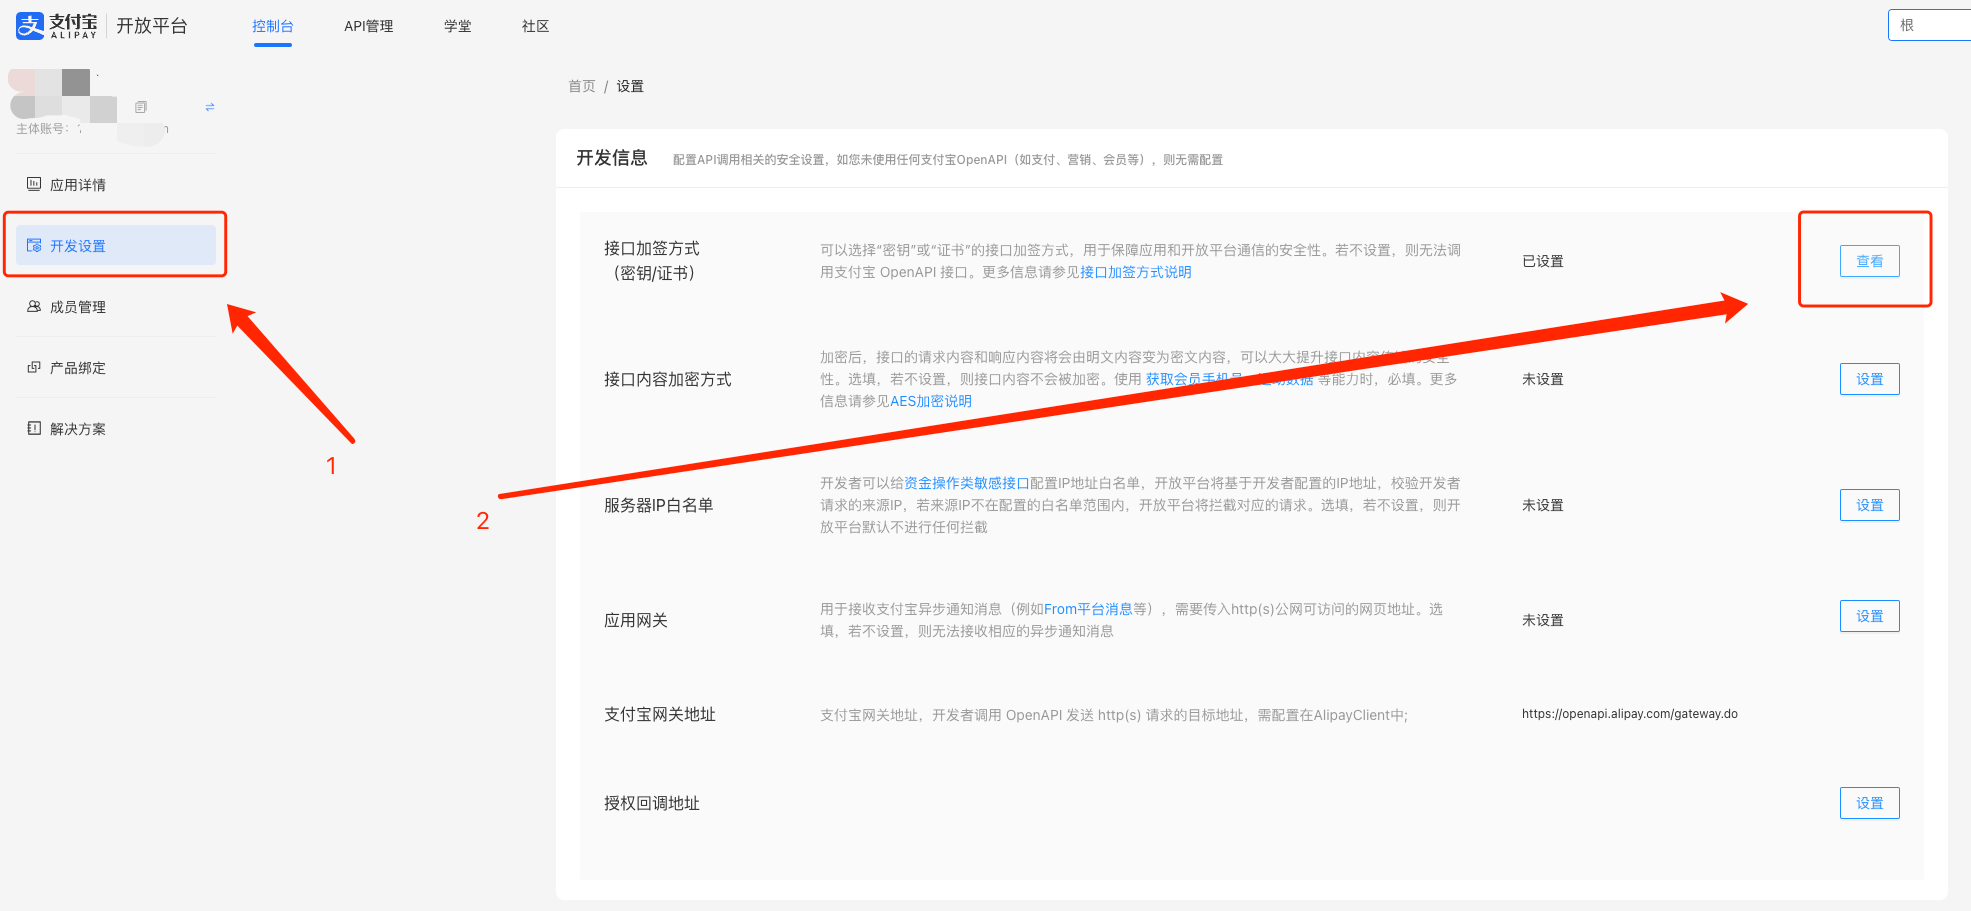 支付宝 ALIPAY 开放平台 控制台 API管理 学堂 社区 根
首页 / 设置
主体账号:
应用详情
开发设置
成员管理
产品绑定
解决方案
1
2
开发信息 配置API调用相关的安全设置，如您未使用任何支付宝OpenAPI（如支付、营销、会员等），则无需配置
接口加签方式
（密钥/证书）
可以选择“密钥”或“证书”的接口加签方式，用于保障应用和开放平台通信的安全性。若不设置，则无法调
用支付宝 OpenAPI 接口。更多信息请参见接口加签方式说明
已设置
查看
接口内容加密方式
加密后，接口的请求内容和响应内容将会由明文内容变为密文内容，可以大大提升接口内容安全
性。选填，若不设置，则接口内容不会被加密。使用 获取会员手机号 数据 等能力时，必填。更多
信息请参见AES加密说明
未设置
设置
服务器IP白名单
开发者可以给资金操作类敏感接口配置IP地址白名单，开放平台将基于开发者配置的IP地址，校验开发者
请求的来源IP，若来源IP不在配置的白名单范围内，开放平台将拦截对应的请求。选填，若不设置，则开
放平台默认不进行任何拦截
未设置
设置
应用网关
用于接收支付宝异步通知消息（例如From平台消息等），需要传入http(s)公网可访问的网页地址。选
填，若不设置，则无法接收相应的异步通知消息
未设置
设置
支付宝网关地址
支付宝网关地址，开发者调用 OpenAPI 发送 http(s) 请求的目标地址，需配置在AlipayClient中;
https://openapi.alipay.com/gateway.do
授权回调地址
设置